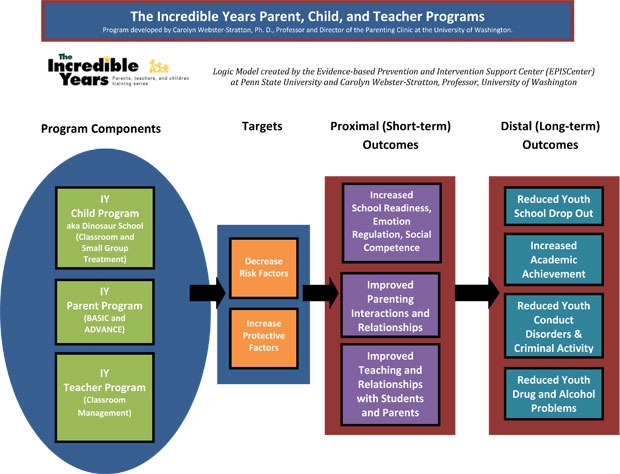 The Incredible Years Parent, Child, and Teacher Programs
Program developed by Carolyn Webster-Stratton, Ph. D., Professor and Director of the Parenting Clinic at the University of Washington.
The
Incredible
Years
Parents, teachers, and children
training series
Logic Model created by the Evidence-based Prevention and Intervention Support Center (EPISCenter)
at Penn State University and Carolyn Webster-Stratton, Professor, University of Washington
Program Components
IY
Child Program
aka Dinosaur School
(Classroom and
Small Group
Treatment)
IY
Parent Program
(BASIC and
ADVANCE)
IY
Teacher Program
(Classroom
Management)
Targets
Decrease
Risk Factors
Increase
Protective
Factors
Proximal (Short-term)
Outcomes
Increased
School Readiness,
Emotion
Regulation, Social
Competence
Improved
Parenting
Interactions and
Relationships
Improved
Teaching and
Relationships
with Students
and Parents
Distal (Long-term)
Outcomes
Reduced Youth
School Drop Out
Increased
Academic
Achievement
Reduced Youth
Conduct
Disorders &
Criminal Activity
Reduced Youth
Drug and Alcohol
Problems